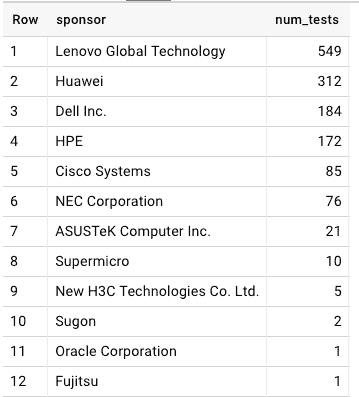 Row sponsor num_tests
1 Lenovo Global Technology 549
2 Huawei 312
3 Dell Inc. 184
4 HPE 172
5 Cisco Systems 85
6 NEC Corporation 76
7 ASUSTeK Computer Inc. 21
8 Supermicro 10
9 New H3C Technologies Co. Ltd. 5
10 Sugon 2
11 Oracle Corporation 1
12 Fujitsu 1